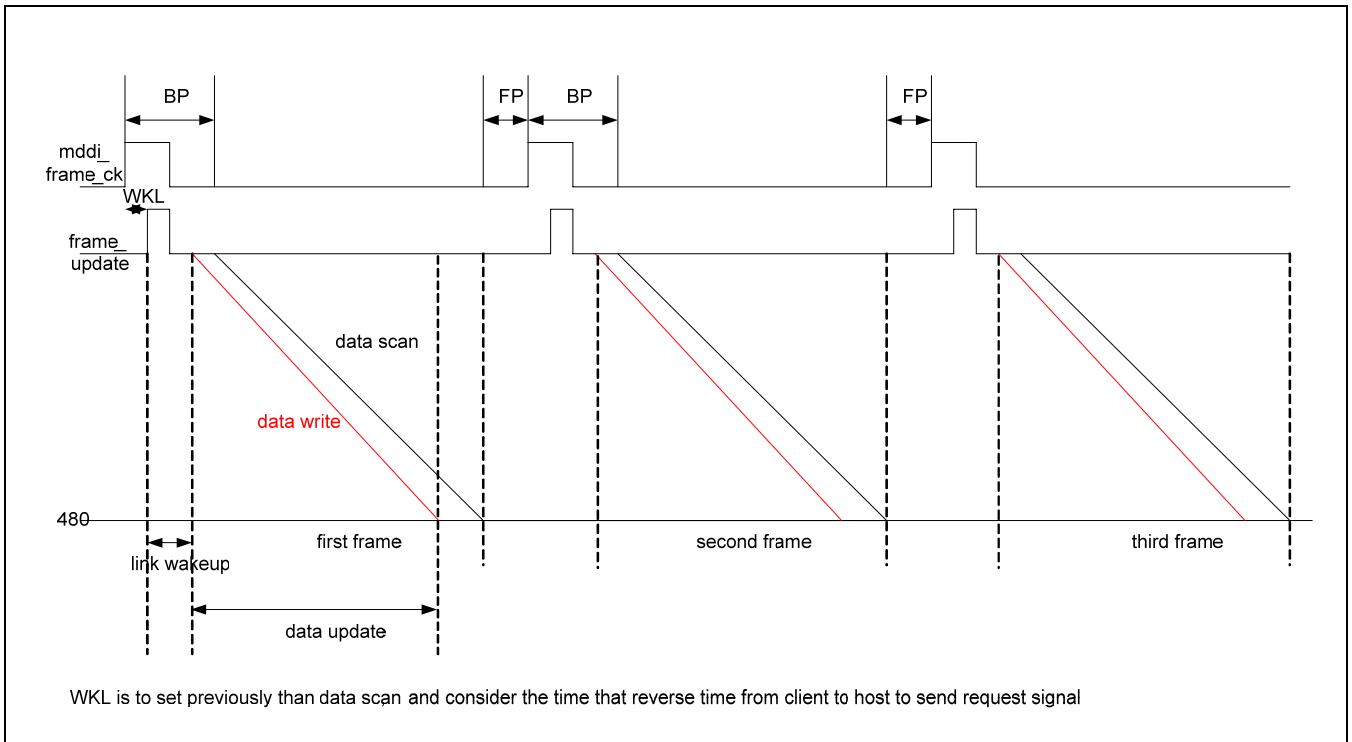 BP
FP
BP
FP
mddi_
frame_ck
WKL
frame_
update
data scan
data write
480
first frame
second frame
third frame
link wakeup
data update
WKL is to set previously than data scan and consider the time that reverse time from client to host to send request signal